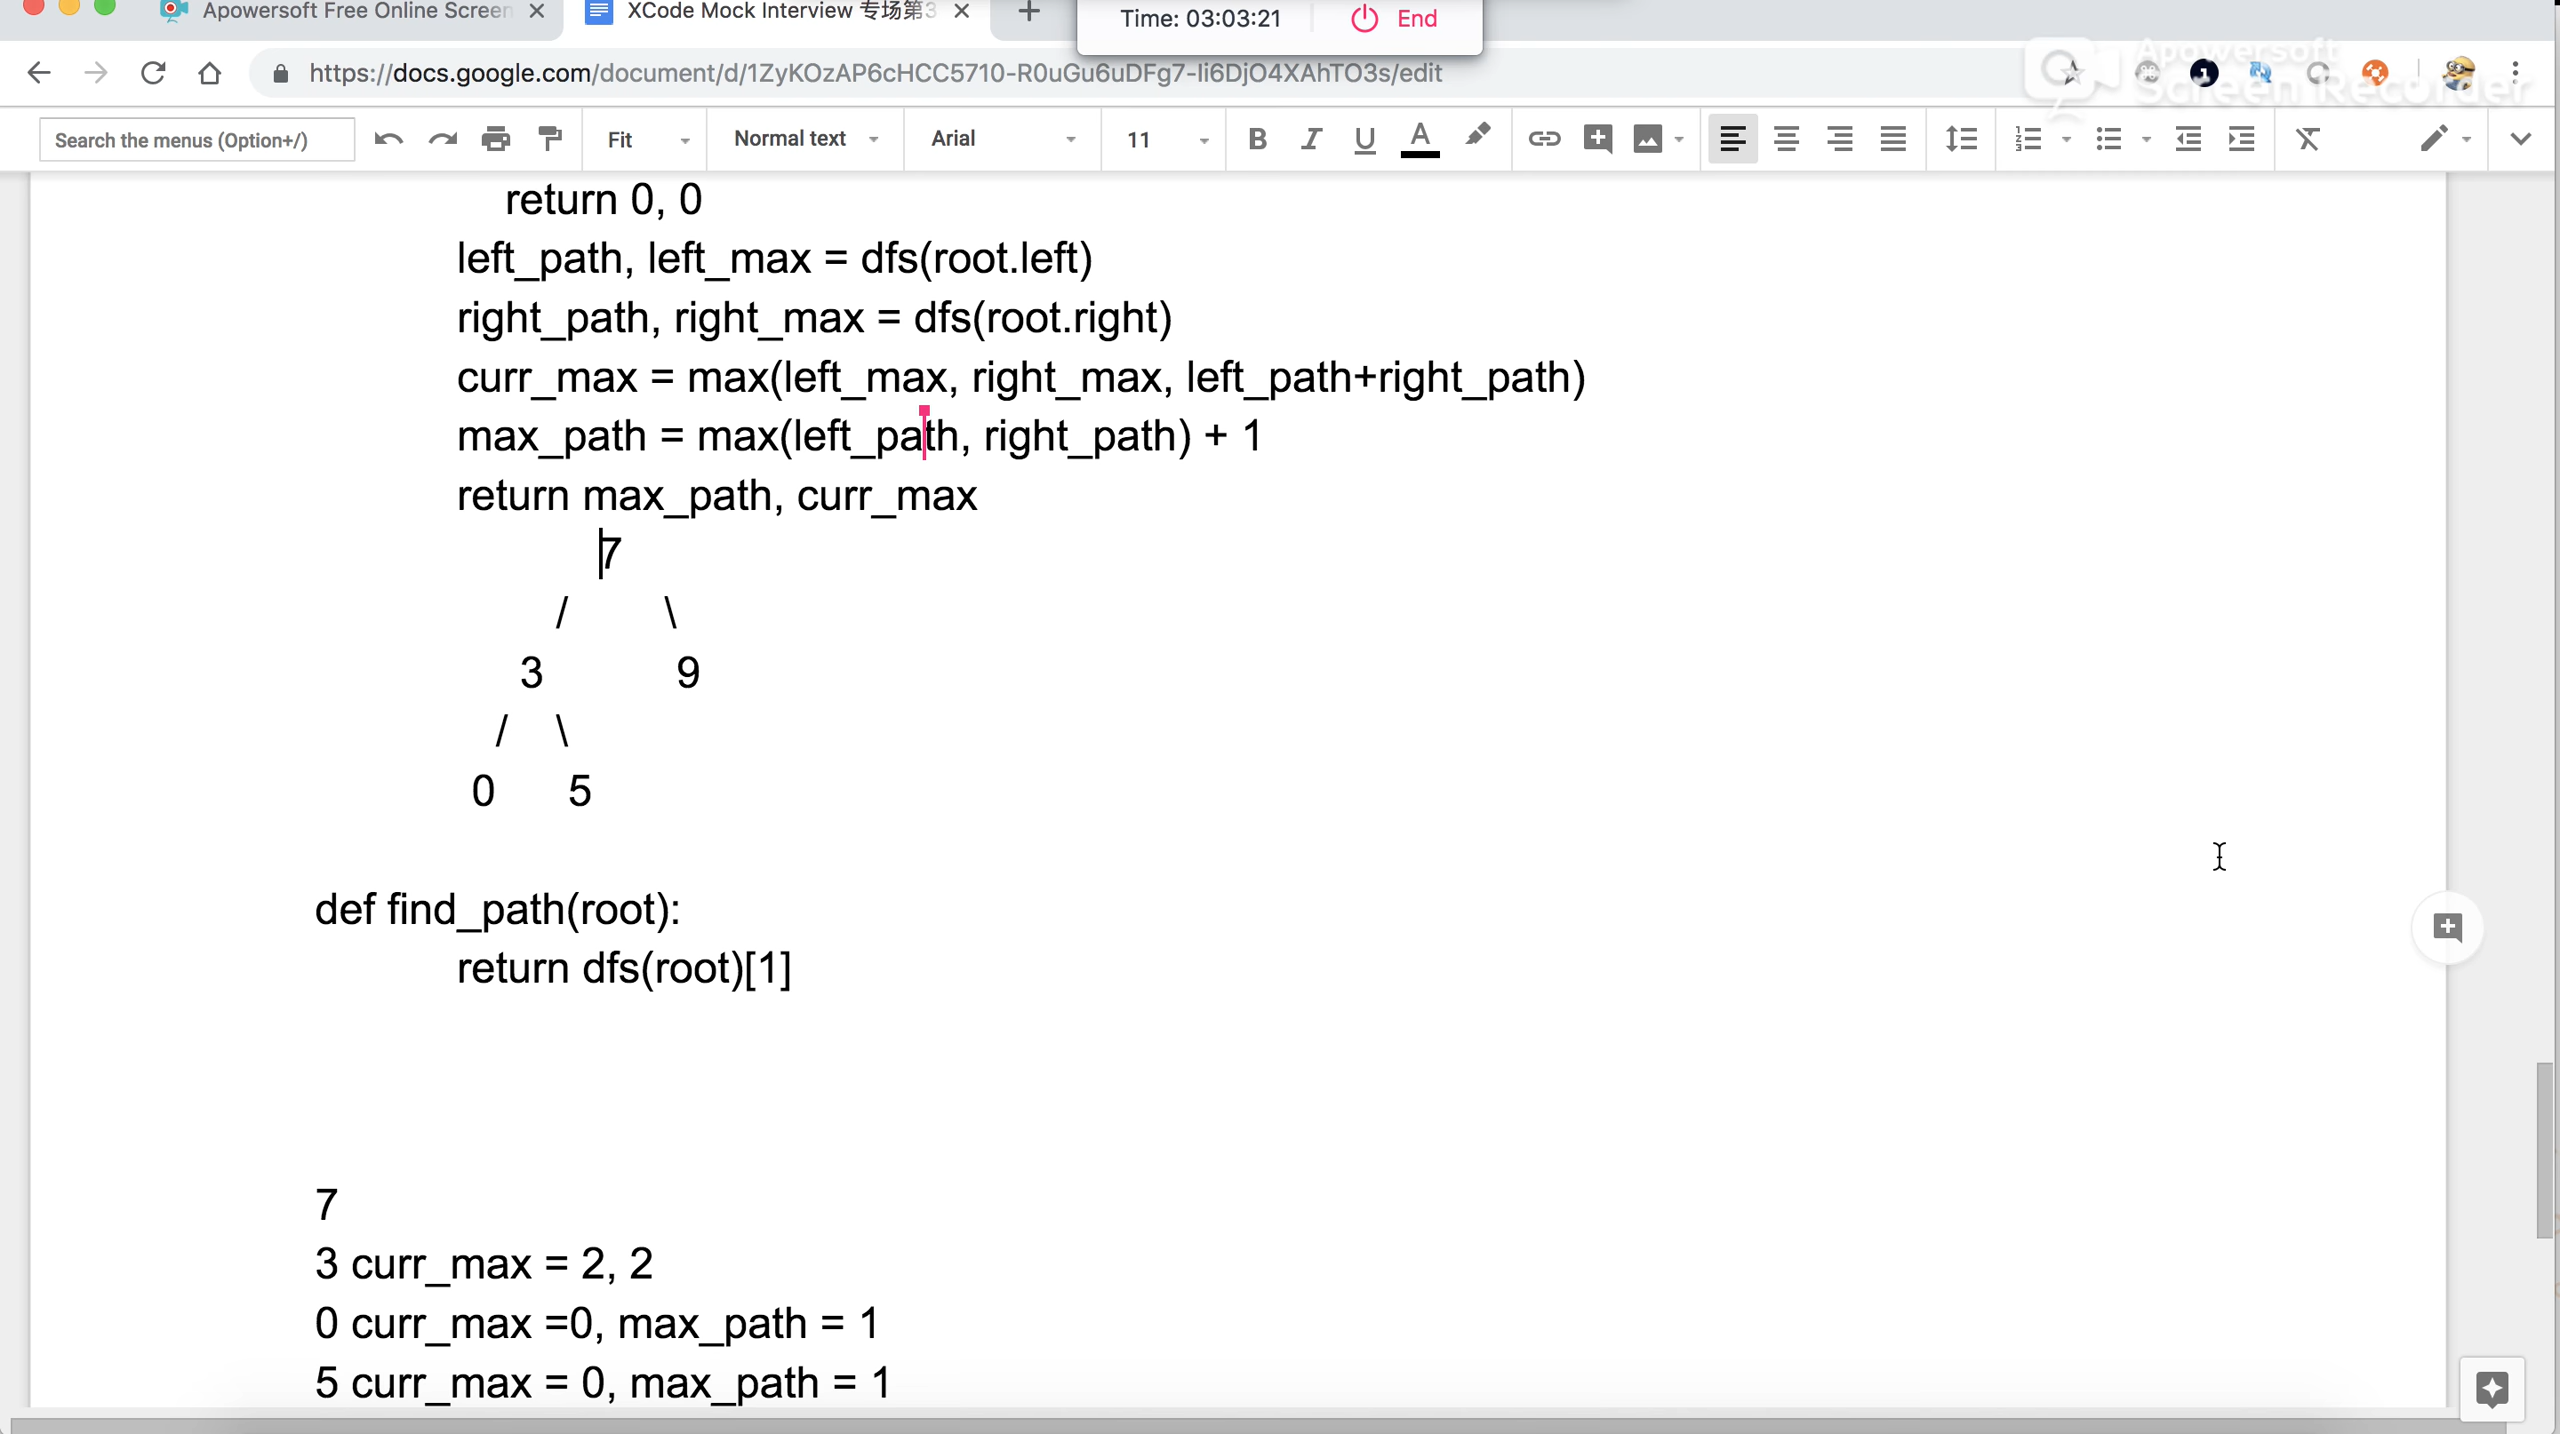 Apowersoft Free Online Screen
XCode Mock Interview 专场第3
Time: 03:03:21
End
https://docs.google.com/document/d/1ZyKOzAP6cHCC5710-R0uGu6uDFg7-li6DjO4XAhTO3s/edit
Apowersoft
Screen Recorder
Search the menus (Option+/)
Fit
Normal text
Arial
11
return 0, 0
left_path, left_max = dfs(root.left)
right_path, right_max = dfs(root.right)
curr_max = max(left_max, right_max, left_path+right_path)
max_path = max(left_path, right_path) + 1
return max_path, curr_max
7
/ \
3 9
/ \
0 5
def find_path(root):
return dfs(root)[1]
7
3 curr_max = 2, 2
0 curr_max =0, max_path = 1
5 curr_max = 0, max_path = 1